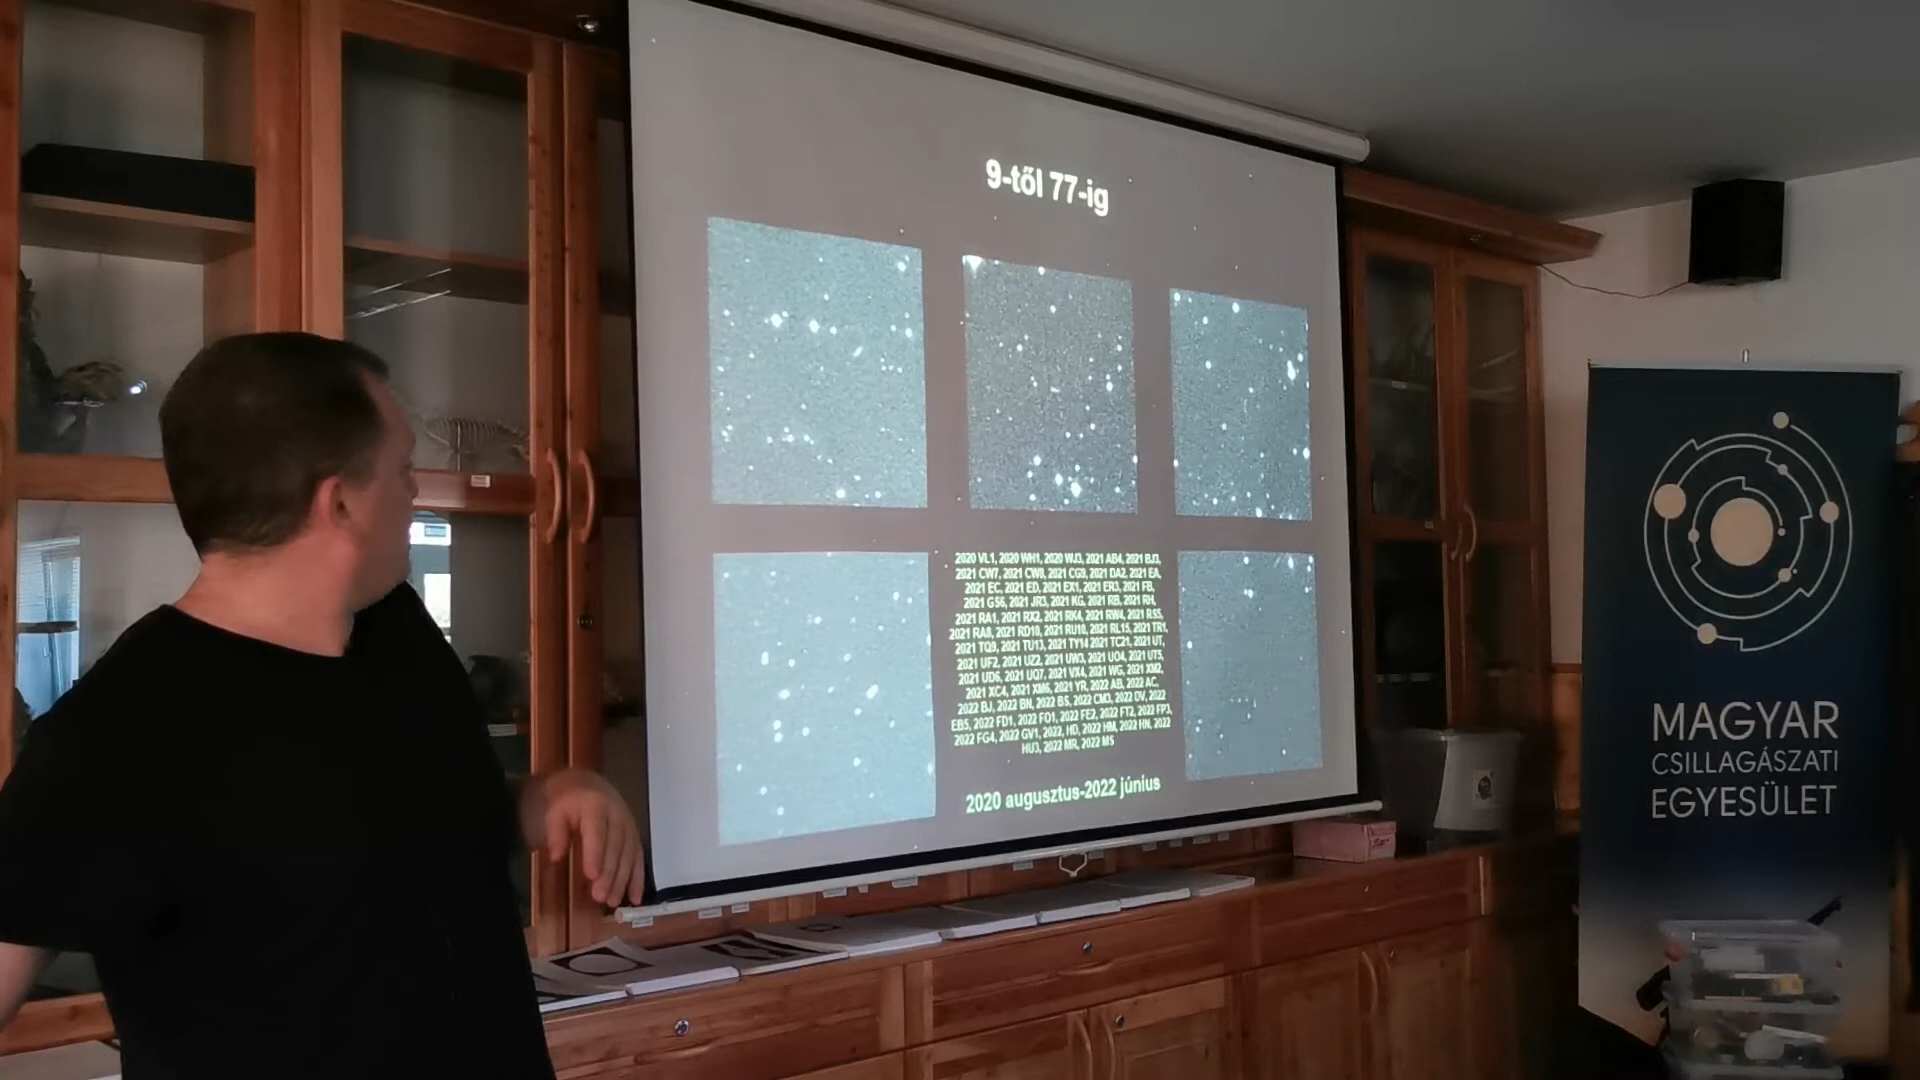 9-től 77-ig
2020 VL1, 2020 WH1, 2020 WJ3, 2021 AB4, 2021 BJ3,
2021 CW7, 2021 CW8, 2021 CG9, 2021 DA2, 2021 EA,
2021 EC, 2021 ED, 2021 EX1, 2021 ER3, 2021 FB,
2021 GS6, 2021 JR3, 2021 KG, 2021 RB, 2021 RH,
2021 RA1, 2021 RX2, 2021 RK4, 2021 RW4, 2021 RS5,
2021 RA8, 2021 RD10, 2021 RU10, 2021 RL15, 2021 TR1,
2021 TQ9, 2021 TU13, 2021 TY14 2021 TC21, 2021 UT,
2021 UF2, 2021 UZ2, 2021 UW3, 2021 UO4, 2021 UT5,
2021 UD6, 2021 UQ7, 2021 VX4, 2021 WG, 2021 XM2,
2021 XC4, 2021 XM6, 2021 YR, 2022 AB, 2022 AC,
2022 BJ, 2022 BN, 2022 BS, 2022 CM3, 2022 DV, 2022
EB5, 2022 FD1, 2022 FO1, 2022 FE2, 2022 FT2, 2022 FP3,
2022 FG4, 2022 GV1, 2022, HD, 2022 HM, 2022 HN, 2022
HU3, 2022 MR, 2022 MS
2020 augusztus-2022 június
MAGYAR
CSILLAGÁSZATI
EGYESÜLET